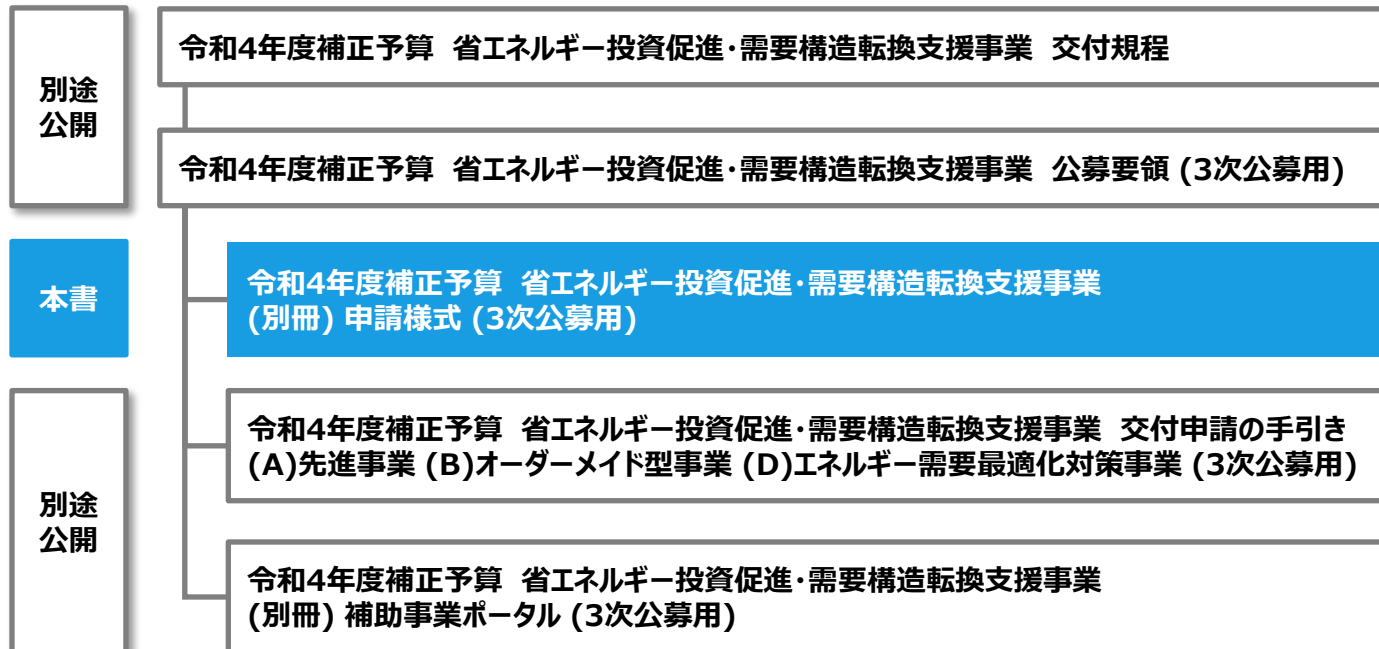 別途
公開
令和4年度補正予算 省エネルギー投資促進・需要構造転換支援事業 交付規程
令和4年度補正予算 省エネルギー投資促進・需要構造転換支援事業 公募要領 (3次公募用)
本書
令和4年度補正予算 省エネルギー投資促進・需要構造転換支援事業
(別冊) 申請様式 (3次公募用)
別途
公開
令和4年度補正予算 省エネルギー投資促進・需要構造転換支援事業 交付申請の手引き
(A)先進事業 (B)オーダーメイド型事業 (D)エネルギー需要最適化対策事業 (3次公募用)
令和4年度補正予算 省エネルギー投資促進・需要構造転換支援事業
(別冊) 補助事業ポータル (3次公募用)